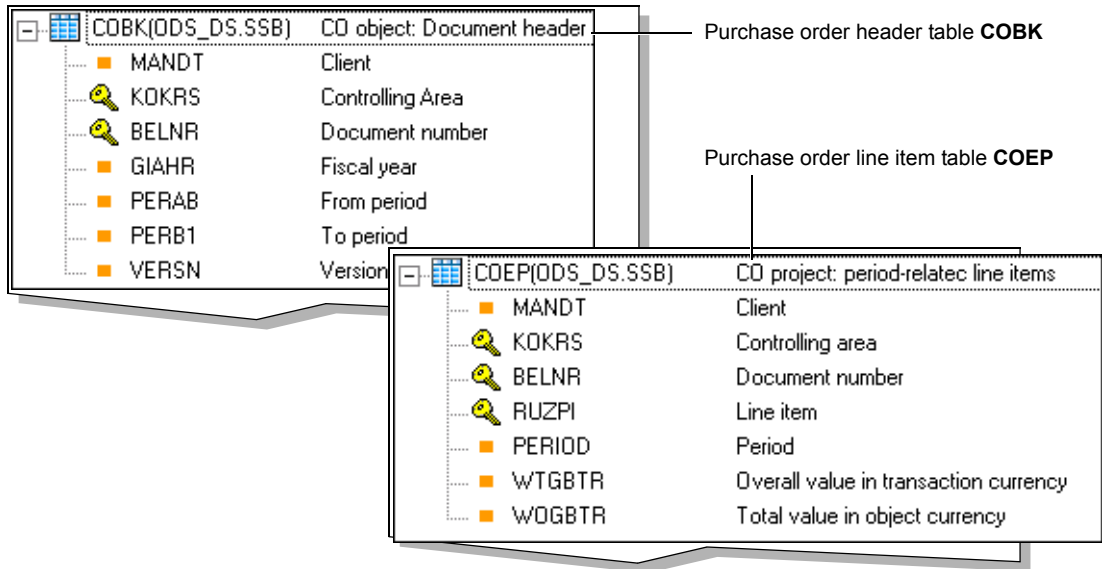 COBK(ODS_DS.SSB) CO object: Document header
MANDT Client
KOKRS Controlling Area
BELNR Document number
GIAHR Fiscal year
PERAB From period
PERB1 To period
VERSN Version
Purchase order header table COBK
Purchase order line item table COEP
COEP(ODS_DS.SSB) CO project: period-relatec line items
MANDT Client
KOKRS Controlling area
BELNR Document number
RUZPI Line item
PERIOD Period
WTGBTR Overall value in transaction currency
WOGBTR Total value in object currency